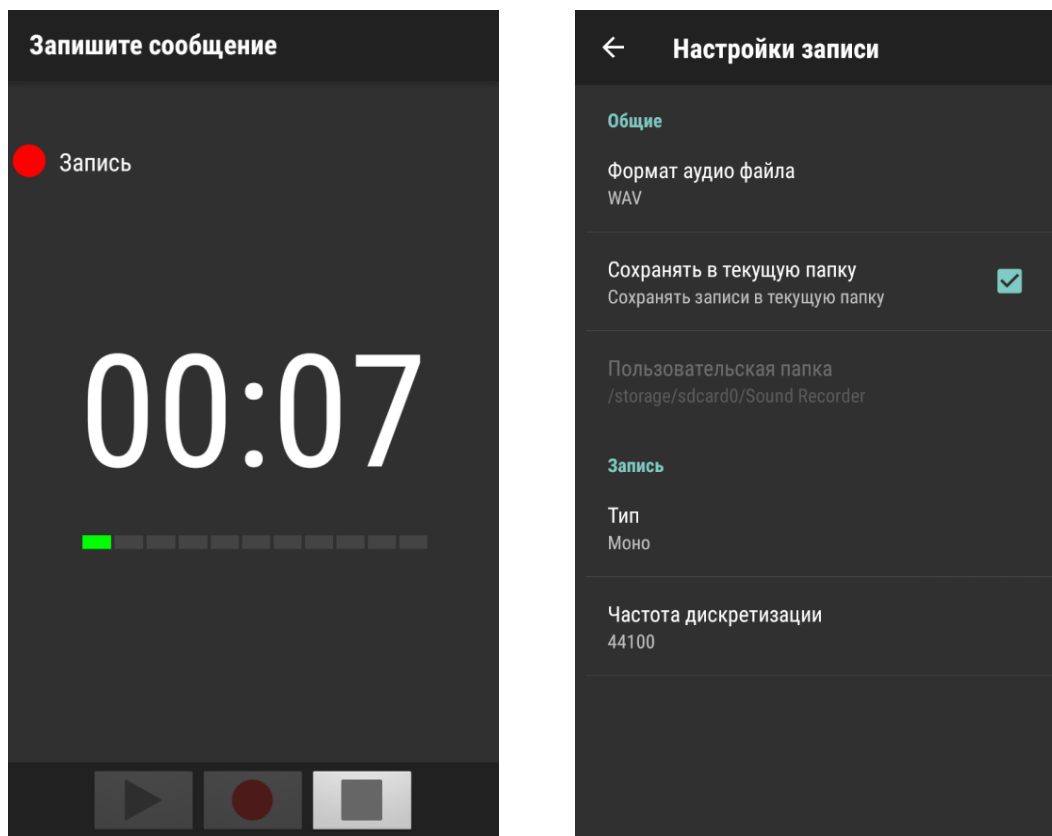 Запишите сообщение
Запись
00:07
Настройки записи
Общие
Формат аудио файла
WAV
Сохранять в текущую папку
Сохранять записи в текущую папку
Пользовательская папка
/storage/sdcard0/Sound Recorder
Запись
Тип
Моно
Частота дискретизации
44100